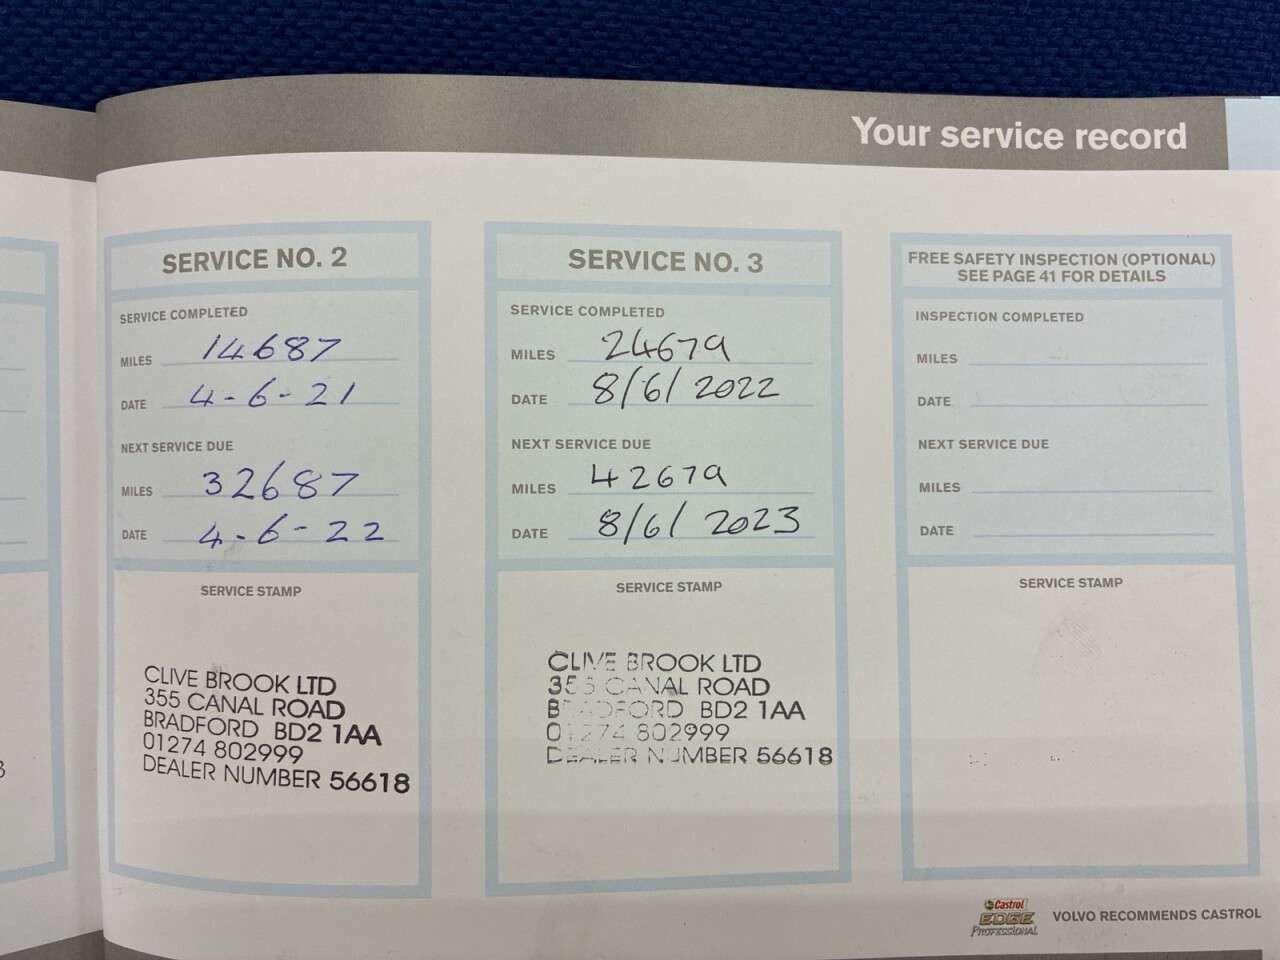 Your service record
SERVICE NO. 2
SERVICE COMPLETED
MILES 14687
DATE 4-6-21
NEXT SERVICE DUE
MILES 32687
DATE 4-6-22
SERVICE STAMP
CLIVE BROOK LTD
355 CANAL ROAD
BRADFORD BD2 1AA
01274 802999
DEALER NUMBER 56618
SERVICE NO. 3
SERVICE COMPLETED
MILES 24679
DATE 8/6/2022
NEXT SERVICE DUE
MILES 42679
DATE 8/6/2023
SERVICE STAMP
CLIVE BROOK LTD
355 CANAL ROAD
BRADFORD BD2 1AA
01274 802999
DEALER NUMBER 56618
FREE SAFETY INSPECTION (OPTIONAL)
SEE PAGE 41 FOR DETAILS
INSPECTION COMPLETED
MILES
DATE
NEXT SERVICE DUE
MILES
DATE
SERVICE STAMP
Castrol
EDGE
PROFESSIONAL
VOLVO RECOMMENDS CASTROL